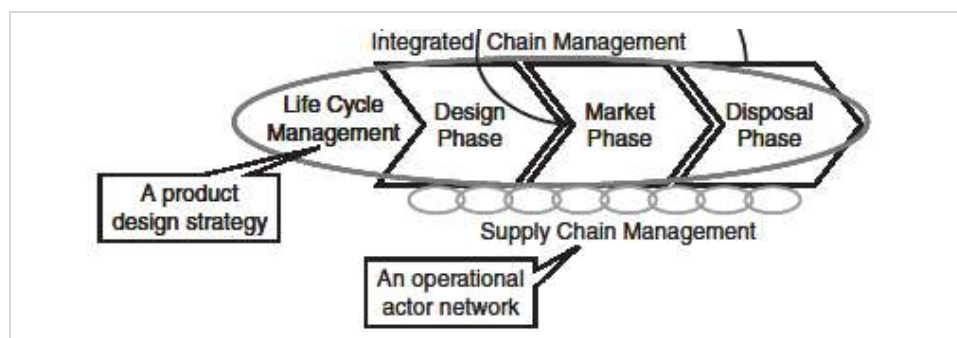 Integrated Chain Management
Life Cycle
Management
Design
Phase
Market
Phase
Disposal
Phase
A product
design strategy
Supply Chain Management
An operational
actor network